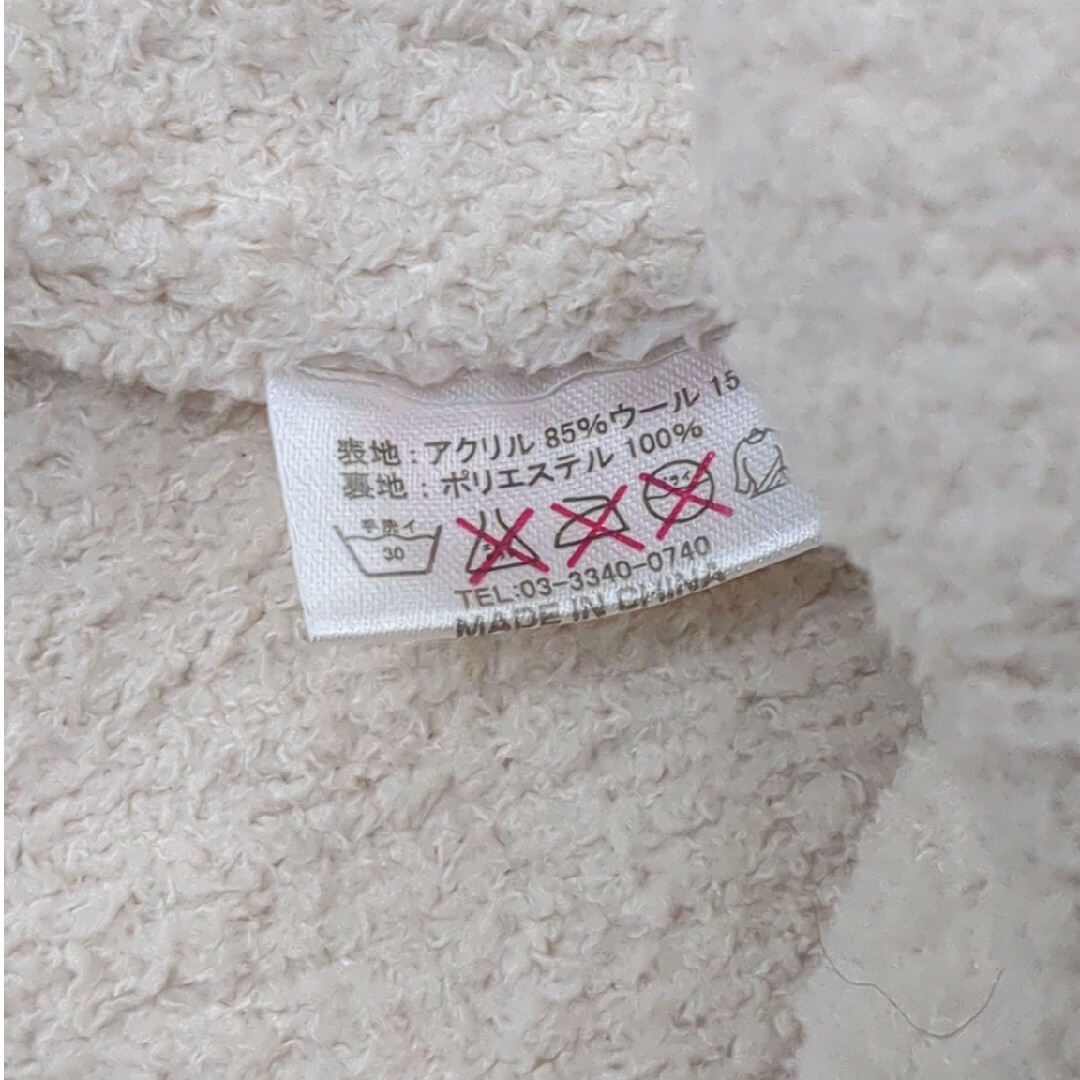 表地:アクリル 85%ウール 15
裏地:ポリエステル 100%
手洗イ
30
TEL:03-3340-0740
MADE IN CHINA